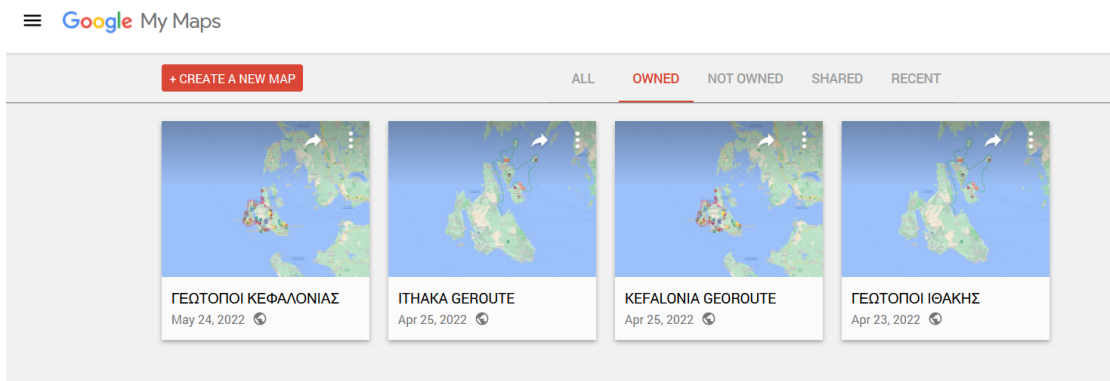 Google My Maps
+ CREATE A NEW MAP
ALL OWNED NOT OWNED SHARED RECENT
ΓΕΩΤΟΠΟΙ ΚΕΦΑΛΟΝΙΑΣ
May 24, 2022
ITHAKA GEROUTE
Apr 25, 2022
KEFALONIA GEOROUTE
Apr 25, 2022
ΓΕΩΤΟΠΟΙ ΙΘΑΚΗΣ
Apr 23, 2022